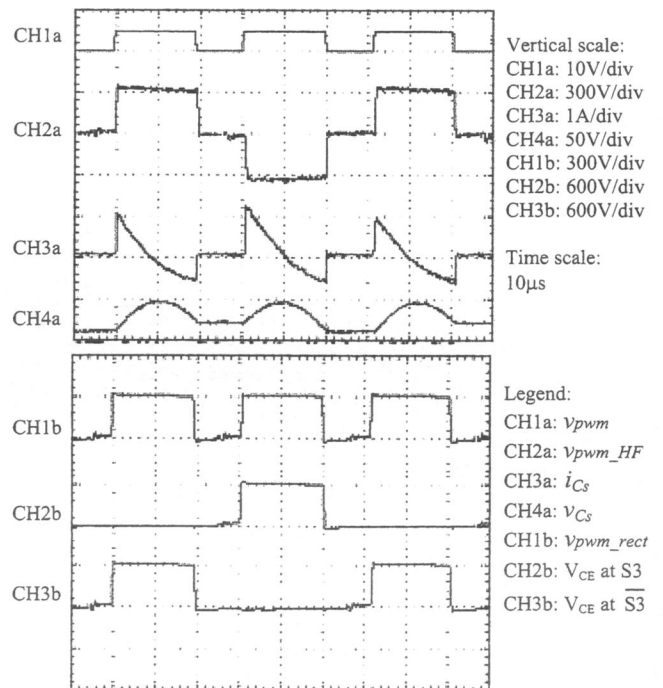 CH1a
CH2a
CH3a
CH4a
Vertical scale:
CH1a: 10V/div
CH2a: 300V/div
CH3a: 1A/div
CH4a: 50V/div
CH1b: 300V/div
CH2b: 600V/div
CH3b: 600V/div
Time scale:
10μs
CH1b
CH2b
CH3b
Legend:
CH1a: vpwm
CH2a: vpwm_HF
CH3a: iCs
CH4a: vCs
CH1b: vpwm_rect
CH2b: VCE at S3
CH3b: VCE at S̅3̅